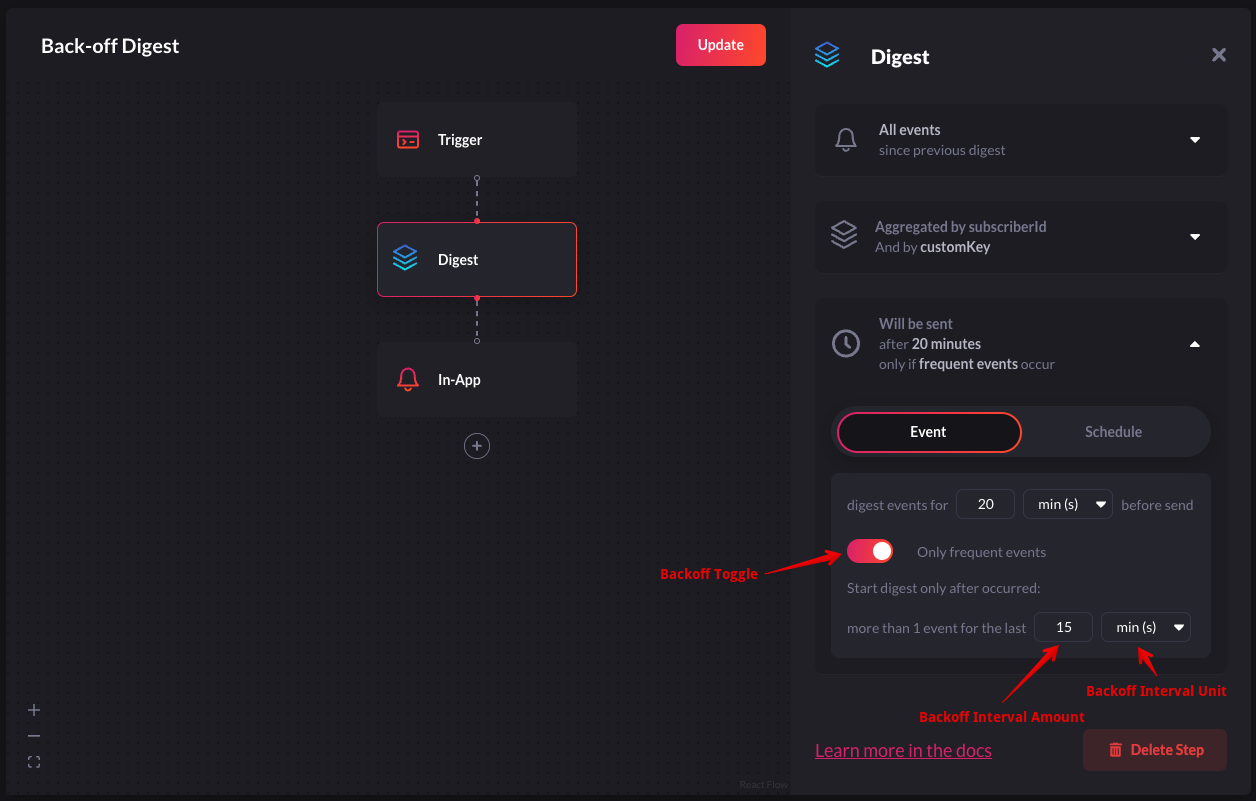 Back-off Digest
Update
Trigger
Digest
In-App
React Flow
Digest
All events
since previous digest
Aggregated by subscriberId
And by customKey
Will be sent
after 20 minutes
only if frequent events occur
Event
Schedule
digest events for 20 min (s) before send
Only frequent events
Backoff Toggle
Start digest only after occurred:
more than 1 event for the last 15 min (s)
Backoff Interval Unit
Backoff Interval Amount
Learn more in the docs
Delete Step